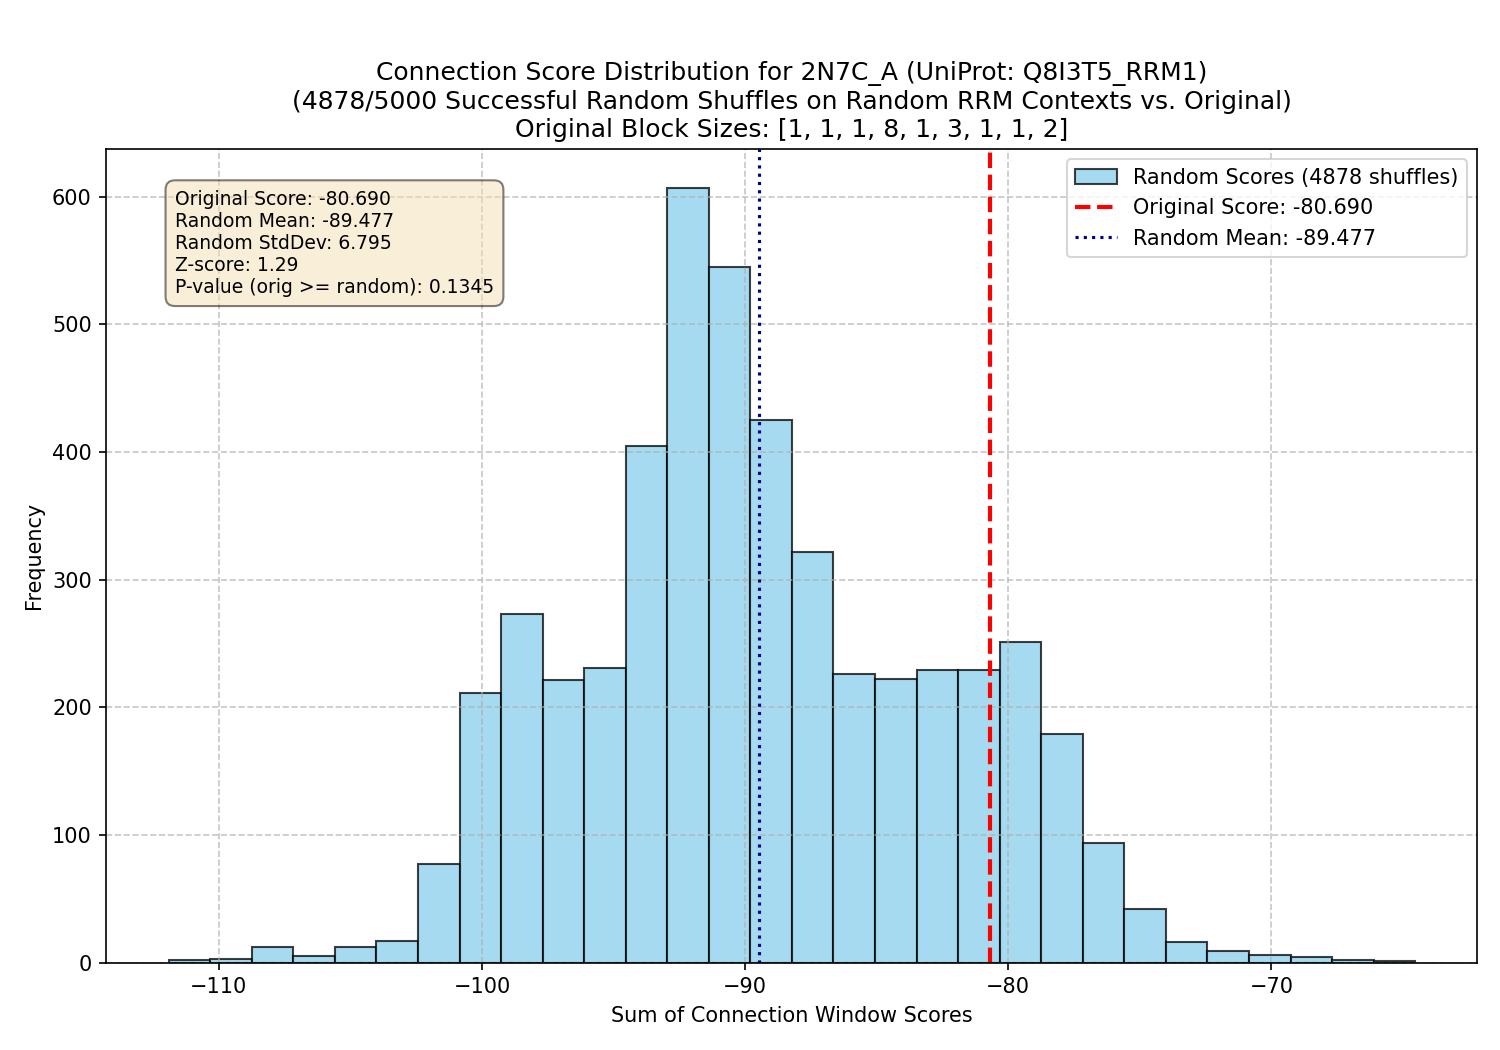 Connection Score Distribution for 2N7C_A (UniProt: Q8I3T5_RRM1)
(4878/5000 Successful Random Shuffles on Random RRM Contexts vs. Original)
Original Block Sizes: [1, 1, 1, 8, 1, 3, 1, 1, 2]
Original Score: -80.690
Random Mean: -89.477
Random StdDev: 6.795
Z-score: 1.29
P-value (orig >= random): 0.1345
Random Scores (4878 shuffles)
Original Score: -80.690
Random Mean: -89.477
Frequency
600
500
400
300
200
100
0
−110
−100
−90
−80
−70
Sum of Connection Window Scores